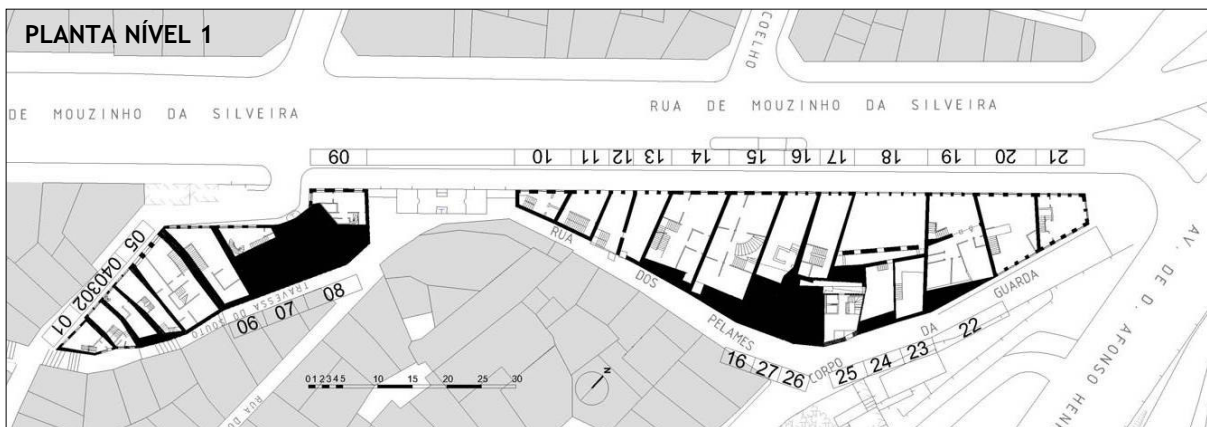 PLANTA NÍVEL 1
COELHO
DE MOUZINHO DA SILVEIRA
RUA DE MOUZINHO DA SILVEIRA
09
10
11
12
13
14
15
16
17
18
19
20
21
05
04
03
02
01
RUA
DOS
PELAMES
TRAVESSA DO SOUTO
06
07
08
16
27
26
25
24
23
22
CORPO
DA
GUARDA
AV. DE D. AFONSO HENR
0 1 2 3 4 5 10 15 20 25 30
N
RUA DO